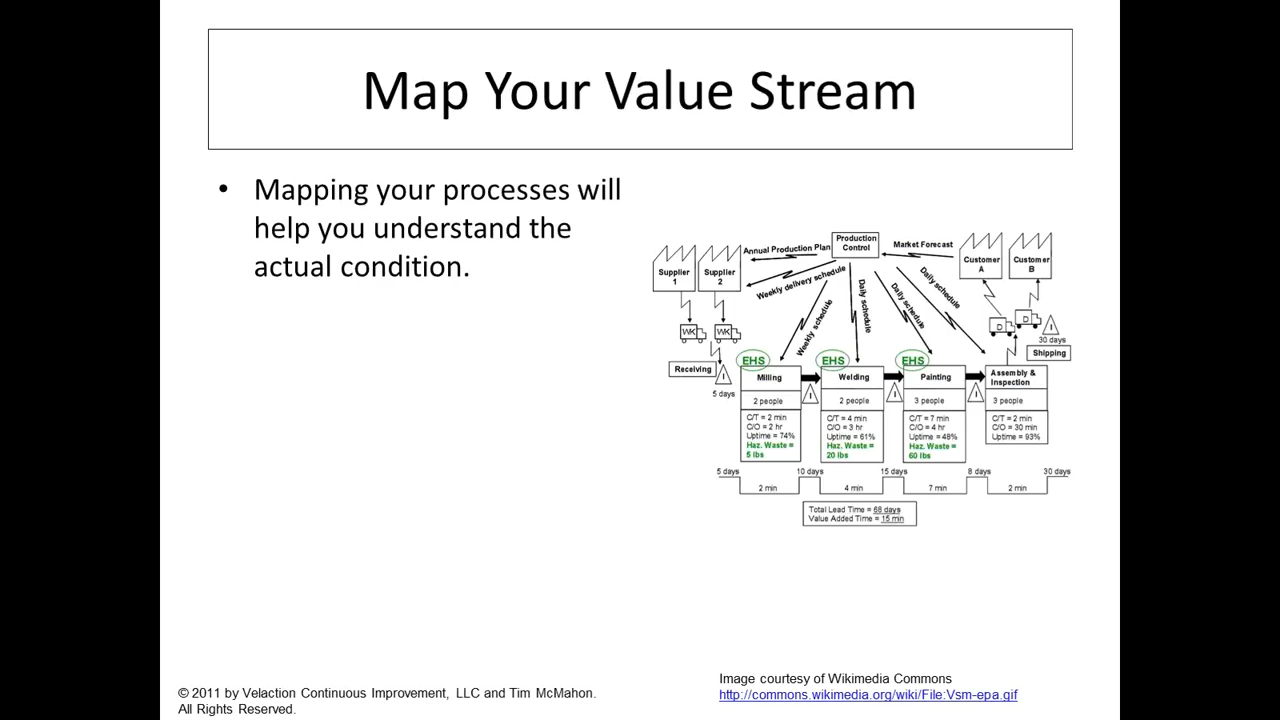 Map Your Value Stream
• Mapping your processes will
help you understand the
actual condition.
Production
Control
Annual Production Plan
Market Forecast
Supplier
1
Supplier
2
Customer
A
Customer
B
Weekly delivery schedule
Weekly schedule
Daily schedule
Daily schedule
Daily schedule
WK
WK
D
D
I
30 days
Shipping
Receiving
I
5 days
EHS
EHS
EHS
Milling
Welding
Painting
Assembly &
Inspection
I
I
I
2 people
2 people
3 people
3 people
C/T = 2 min
C/O = 2 hr
Uptime = 74%
Haz. Waste =
5 lbs
C/T = 4 min
C/O = 3 hr
Uptime = 61%
Haz. Waste =
20 lbs
C/T = 7 min
C/O = 4 hr
Uptime = 48%
Haz. Waste =
60 lbs
C/T = 2 min
C/O = 30 min
Uptime = 93%
5 days
10 days
15 days
8 days
30 days
2 min
4 min
7 min
2 min
Total Lead Time = 68 days
Value Added Time = 15 min
Image courtesy of Wikimedia Commons
http://commons.wikimedia.org/wiki/File:Vsm-epa.gif
© 2011 by Velaction Continuous Improvement, LLC and Tim McMahon.
All Rights Reserved.